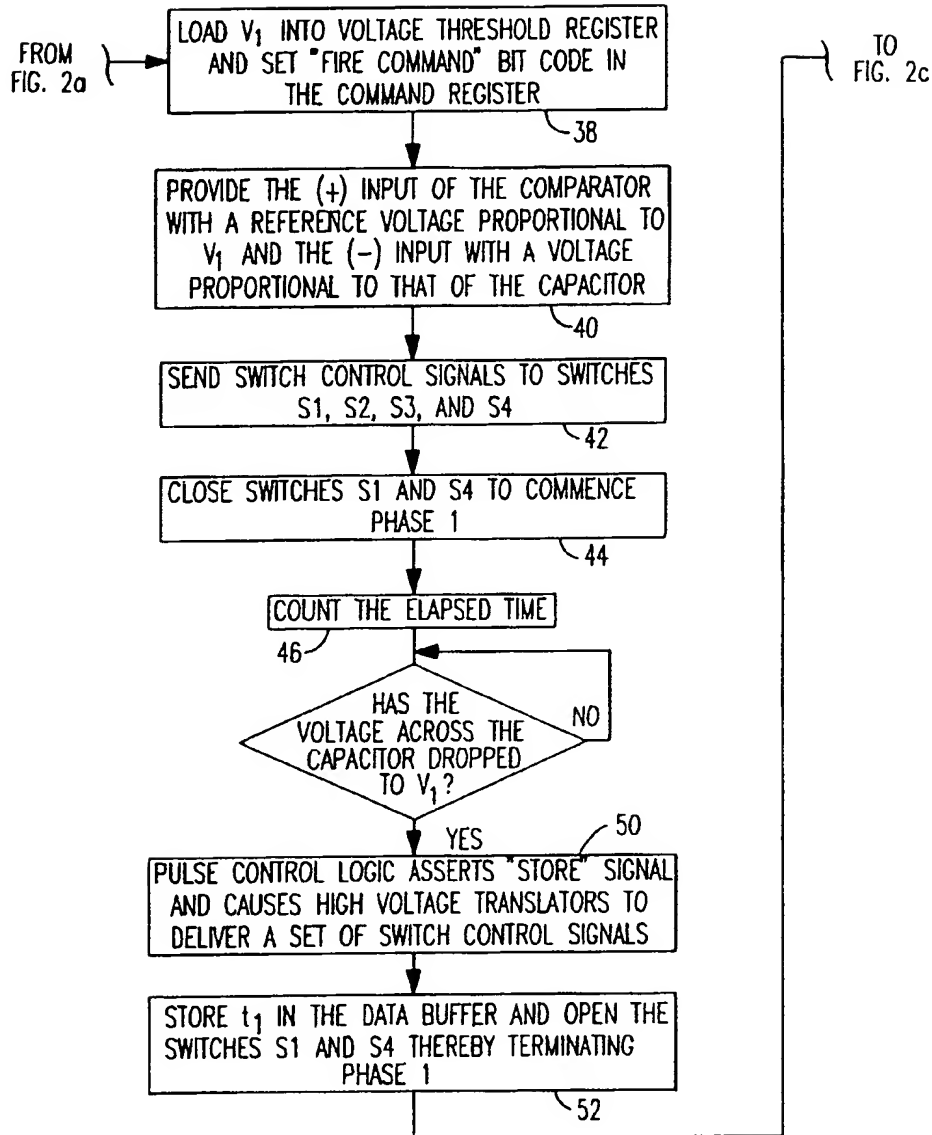 FROM
FIG. 2a
LOAD V1 INTO VOLTAGE THRESHOLD REGISTER
AND SET "FIRE COMMAND" BIT CODE IN
THE COMMAND REGISTER
38
TO
FIG. 2c
PROVIDE THE (+) INPUT OF THE COMPARATOR
WITH A REFERENCE VOLTAGE PROPORTIONAL TO
V1 AND THE (-) INPUT WITH A VOLTAGE
PROPORTIONAL TO THAT OF THE CAPACITOR
40
SEND SWITCH CONTROL SIGNALS TO SWITCHES
S1, S2, S3, AND S4
42
CLOSE SWITCHES S1 AND S4 TO COMMENCE
PHASE 1
44
COUNT THE ELAPSED TIME
46
HAS THE
VOLTAGE ACROSS THE
CAPACITOR DROPPED
TO V1?
NO
YES
50
PULSE CONTROL LOGIC ASSERTS "STORE" SIGNAL
AND CAUSES HIGH VOLTAGE TRANSLATORS TO
DELIVER A SET OF SWITCH CONTROL SIGNALS
STORE t1 IN THE DATA BUFFER AND OPEN THE
SWITCHES S1 AND S4 THEREBY TERMINATING
PHASE 1
52